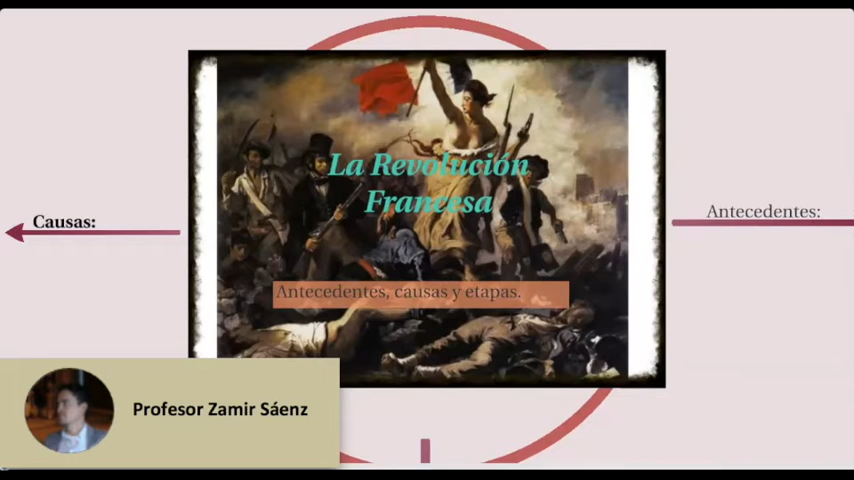 La Revolución
Francesa
Causas:
Antecedentes:
Antecedentes, causas y etapas.
Profesor Zamir Sáenz